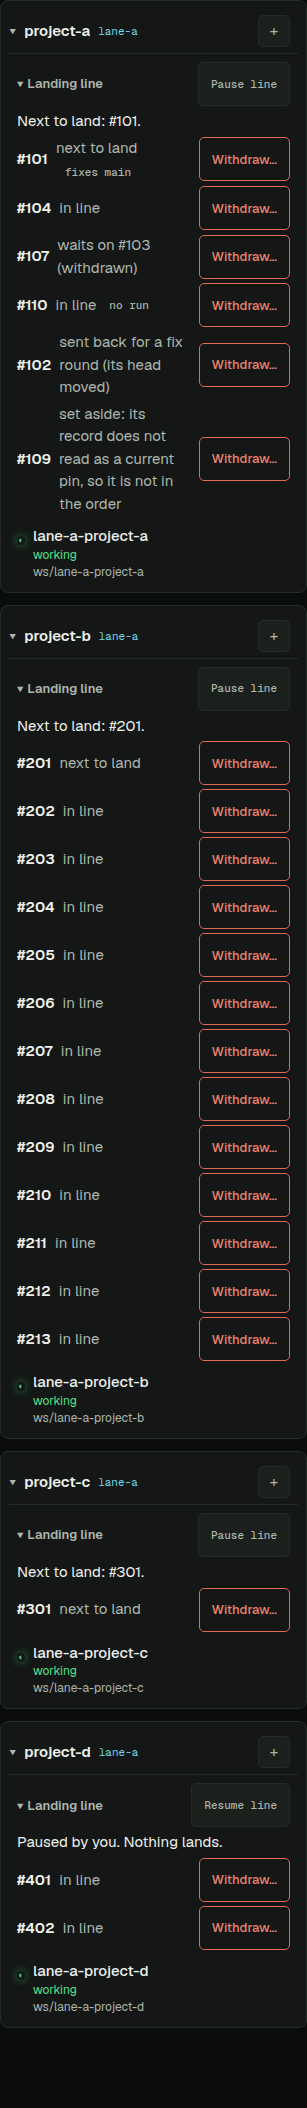 ▾ project-a lane-a +
▾ Landing line Pause line
Next to land: #101.
#101 next to land fixes main Withdraw…
#104 in line Withdraw…
#107 waits on #103 (withdrawn) Withdraw…
#110 in line no run Withdraw…
#102 sent back for a fix round (its head moved) Withdraw…
#109 set aside: its record does not read as a current pin, so it is not in the order Withdraw…
lane-a-project-a
working
ws/lane-a-project-a
▾ project-b lane-a +
▾ Landing line Pause line
Next to land: #201.
#201 next to land Withdraw…
#202 in line Withdraw…
#203 in line Withdraw…
#204 in line Withdraw…
#205 in line Withdraw…
#206 in line Withdraw…
#207 in line Withdraw…
#208 in line Withdraw…
#209 in line Withdraw…
#210 in line Withdraw…
#211 in line Withdraw…
#212 in line Withdraw…
#213 in line Withdraw…
lane-a-project-b
working
ws/lane-a-project-b
▾ project-c lane-a +
▾ Landing line Pause line
Next to land: #301.
#301 next to land Withdraw…
lane-a-project-c
working
ws/lane-a-project-c
▾ project-d lane-a +
▾ Landing line Resume line
Paused by you. Nothing lands.
#401 in line Withdraw…
#402 in line Withdraw…
lane-a-project-d
working
ws/lane-a-project-d